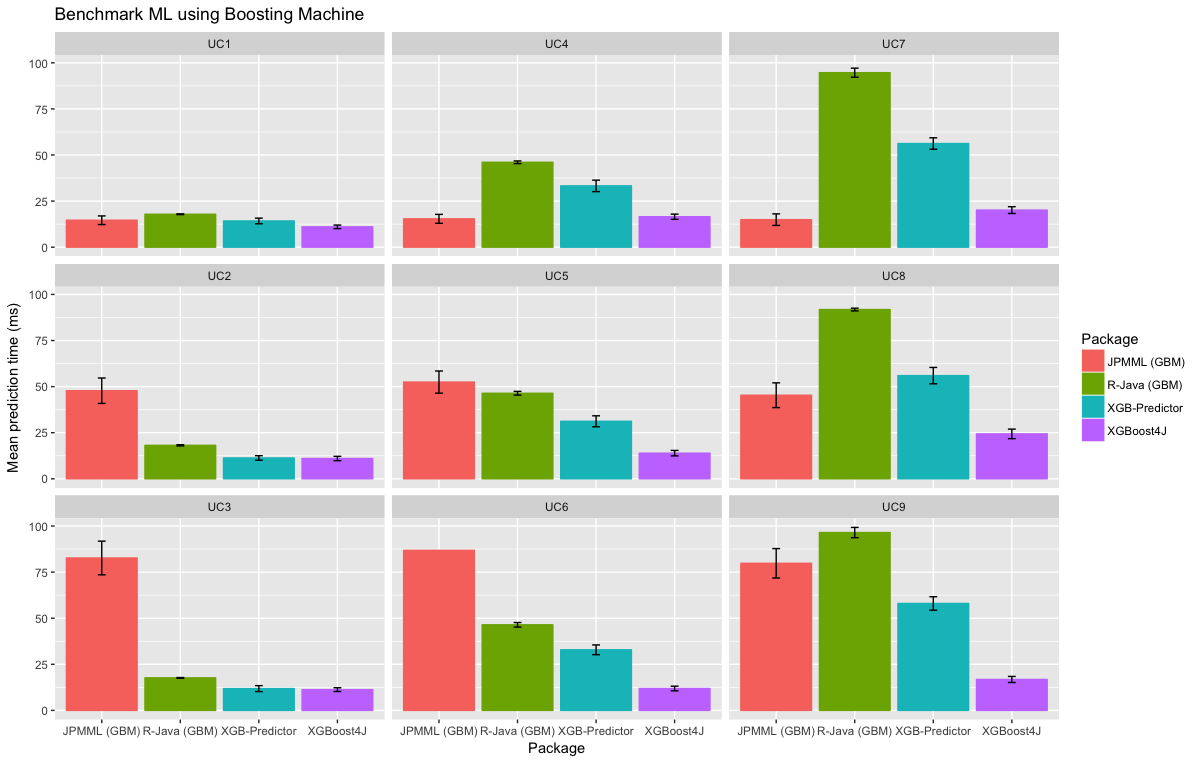 Benchmark ML using Boosting Machine
UC1 UC4 UC7
100
75
50
25
0
UC2 UC5 UC8
100
75
50
25
0
UC3 UC6 UC9
100
75
50
25
0
JPMML (GBM) R-Java (GBM) XGB-Predictor XGBoost4J JPMML (GBM) R-Java (GBM) XGB-Predictor XGBoost4J JPMML (GBM) R-Java (GBM) XGB-Predictor XGBoost4J
Package
Mean prediction time (ms)
Package
JPMML (GBM)
R-Java (GBM)
XGB-Predictor
XGBoost4J